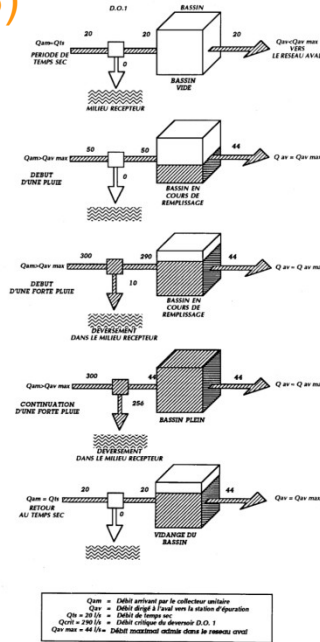 )
D.O.1 BASSIN
20 20 20
Qam=Qts Qav<Qav max
PERIODE DE VERS
TEMPS SEC LE RESEAU AVAL
0
BASSIN
VIDE
MILIEU RECEPTEUR
50 50 44
Qam>Qav max Q av = Qav max
DEBUT
D'UNE PLUIE
0
BASSIN EN
COURS DE
REMPLISSAGE
300 290 44
Qam>Qav max Q av = Q av max
DEBUT
D'UNE FORTE PLUIE
10
BASSIN EN
COURS DE
REMPLISSAGE
DEVERSEMENT
DANS LE MILIEU RECEPTEUR
300 44 44
Qam>Qav max Q av = Q av max
CONTINUATION
D'UNE FORTE PLUIE
256
BASSIN PLEIN
DEVERSEMENT
DANS LE MILIEU RECEPTEUR
20 20 44
Qam = Qts Qav = Qav max
RETOUR
AU TEMPS SEC
0
VIDANGE DU
BASSIN
Qam = Débit arrivant par le collecteur unitaire
Qav = Débit dirigé à l'aval vers la station d'épuration
Qts = 20 l/s = Débit de temps sec
Qcrit = 290 l/s = Débit critique du deversoir D.O. 1
Qav max = 44 l/s = Débit maximal admis dans le reseau aval